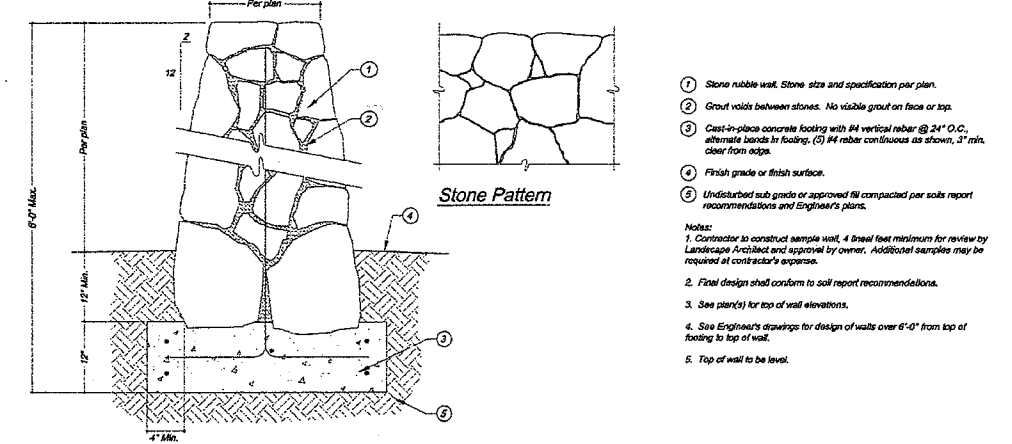 Per plan
2
12
Per plan
6'-0" Max.
12" Min.
12"
4" Min.
1
2
4
3
5
Stone Pattern
1 Stone rubble wall. Stone size and specification per plan.
2 Grout voids between stones. No visible grout on face or top.
3 Cast-in-place concrete footing with #4 vertical rebar @ 24" O.C.,
alternate bends in footing, (5) #4 rebar continuous as shown, 3" min.
clear from edge.
4 Finish grade or finish surface.
5 Undisturbed sub grade or approved fill compacted per soils report
recommendations and Engineer's plans.
Notes:
1. Contractor to construct sample wall, 4 lineal feet minimum for review by
Landscape Architect and approval by owner. Additional samples may be
required at contractor's expense.
2. Final design shall conform to soil report recommendations.
3. See plan(s) for top of wall elevations.
4. See Engineer's drawings for design of walls over 6'-0" from top of
footing to top of wall.
5. Top of wall to be level.